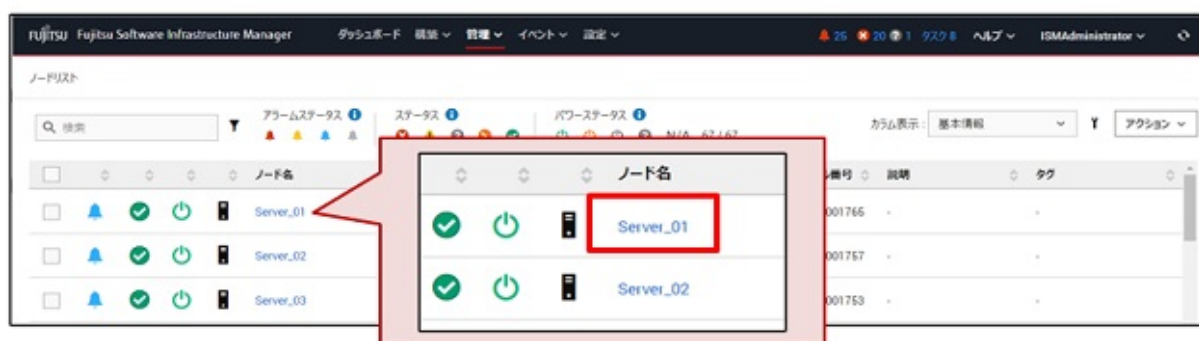 FUJITSU Fujitsu Software Infrastructure Manager ダッシュボード 構築 管理 イベント 設定 25 20 1 タスク 8 ヘルプ ISMAdministrator
ノードリスト
検索 アラームステータス ステータス パワーステータス N/A 67 / 67 カラム表示: 基本情報 アクション
ノード名 ノード名 ル番号 説明 タグ
Server_01 Server_01 001765 - -
Server_02 Server_02 001757 - -
Server_03 001753 - -